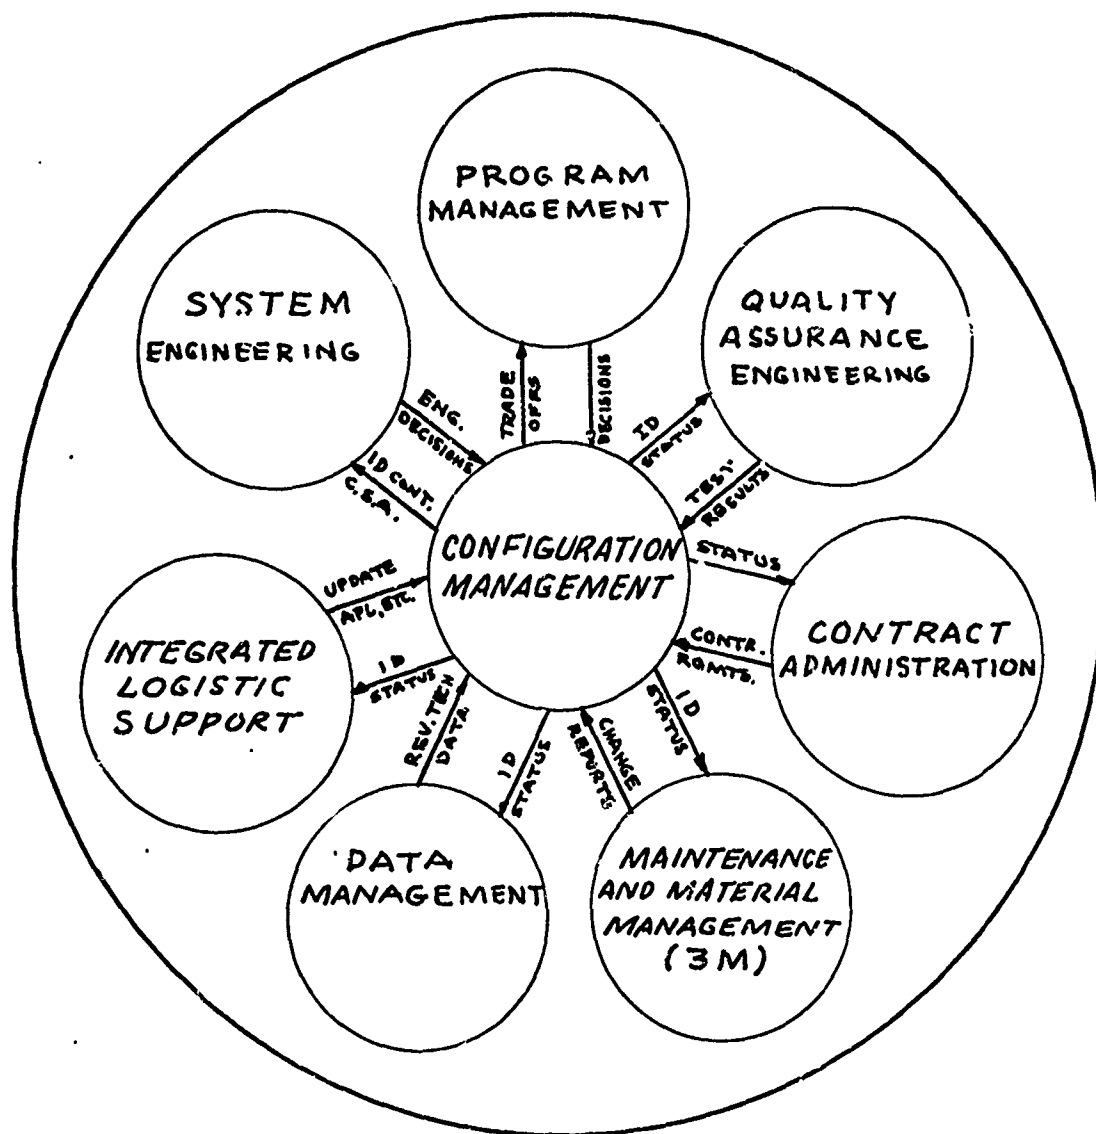 PROGRAM
MANAGEMENT
SYSTEM
ENGINEERING
QUALITY
ASSURANCE
ENGINEERING
ENG.
DECISIONS
TRADE
OFFS
DECISIONS
ID
STATUS
ID CONT.
C.S.A.
TEST
RESULTS
CONFIGURATION
MANAGEMENT
STATUS
UPDATE
APL, ETC.
CONTR.
RQMTS.
CONTRACT
ADMINISTRATION
INTEGRATED
LOGISTIC
SUPPORT
ID
STATUS
REV. TECH
DATA
ID
STATUS
CHANGE
REPORTS
ID
STATUS
DATA
MANAGEMENT
MAINTENANCE
AND MATERIAL
MANAGEMENT
(3M)